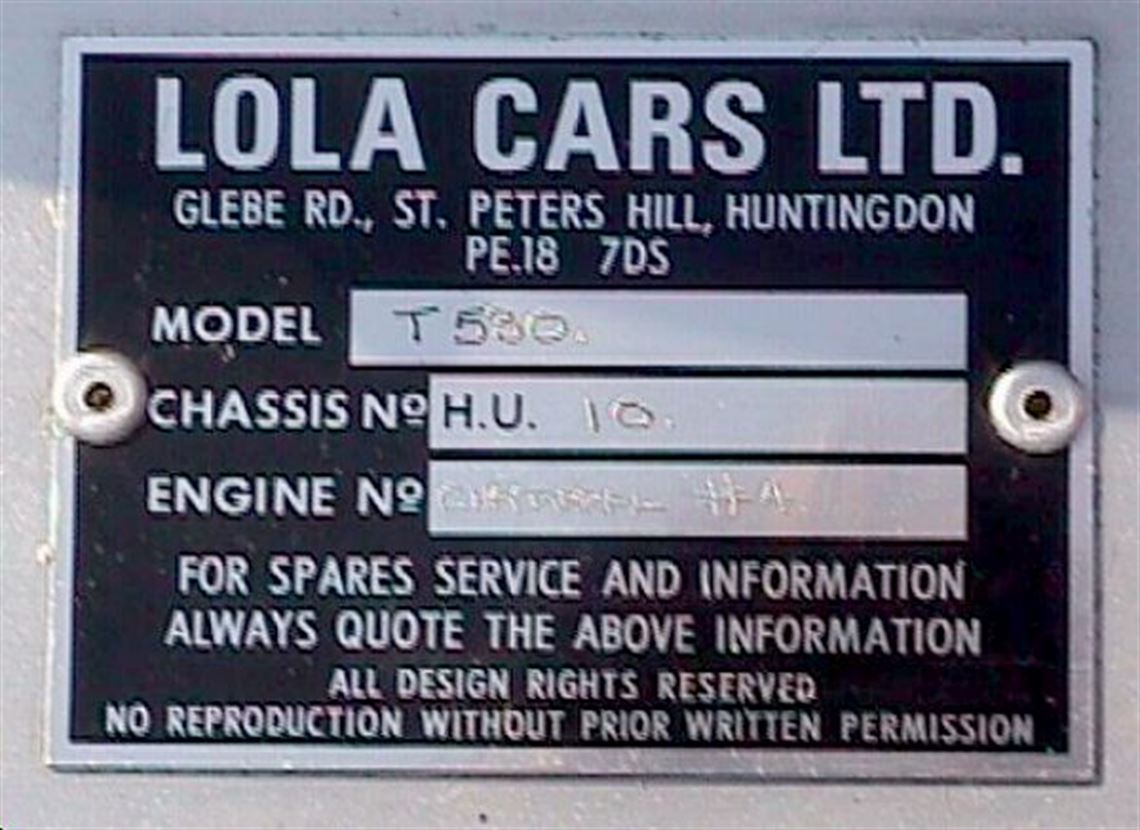 LOLA CARS LTD.
GLEBE RD., ST. PETERS HILL, HUNTINGDON
PE.18 7DS
MODEL T 590.
CHASSIS Nº H.U. 10.
ENGINE Nº #4
FOR SPARES SERVICE AND INFORMATION
ALWAYS QUOTE THE ABOVE INFORMATION
ALL DESIGN RIGHTS RESERVED
NO REPRODUCTION WITHOUT PRIOR WRITTEN PERMISSION